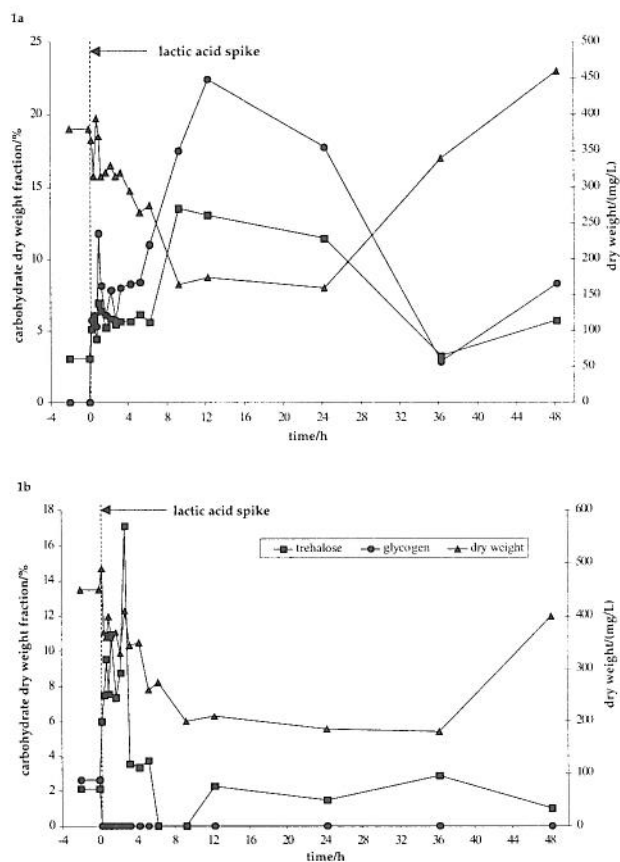 1a
lactic acid spike
carbohydrate dry weight fraction/%
25
20
15
10
5
0
500
450
400
350
300
250
200
150
100
50
0
dry weight/(mg/L)
-4 0 4 8 12 16 20 24 28 32 36 40 44 48
time/h
1b
lactic acid spike
trehalose glycogen dry weight
carbohydrate dry weight fraction/%
18
16
14
12
10
8
6
4
2
0
600
500
400
300
200
100
0
dry weight/(mg/L)
-4 0 4 8 12 16 20 24 28 32 36 40 44 48
time/h